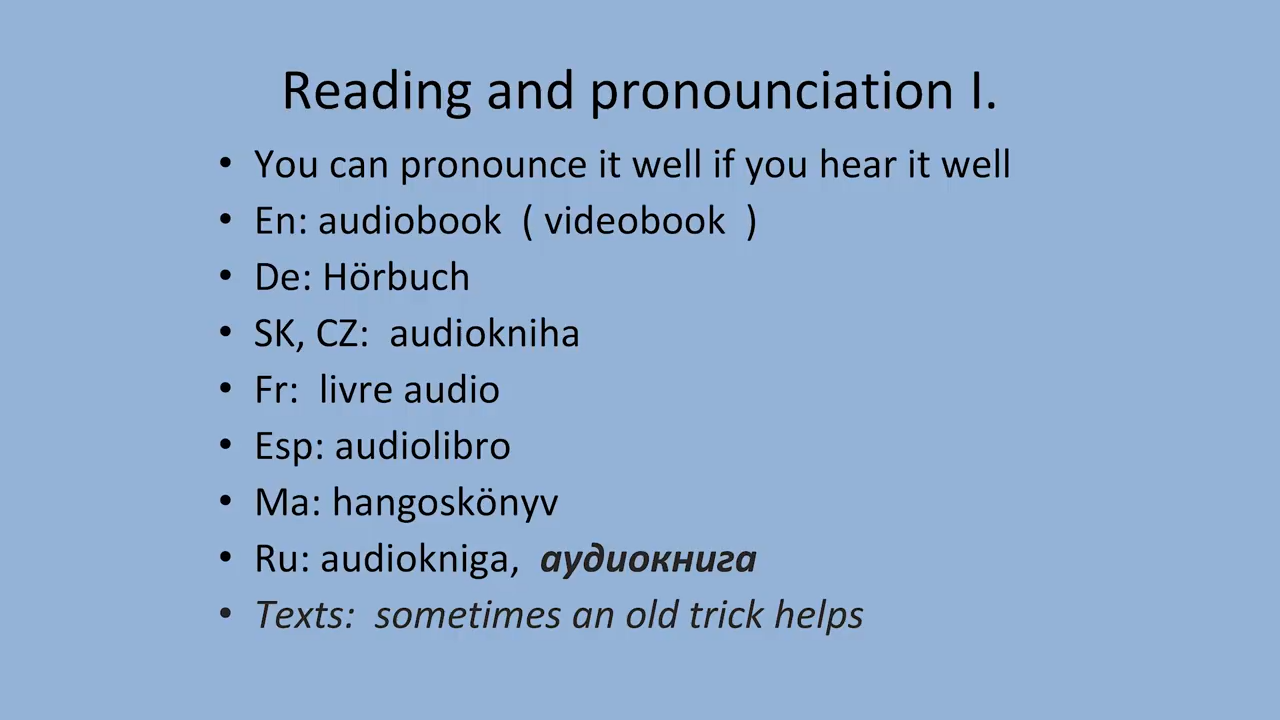 Reading and pronounciation I.
• You can pronounce it well if you hear it well
• En: audiobook ( videobook )
• De: Hörbuch
• SK, CZ: audiokniha
• Fr: livre audio
• Esp: audiolibro
• Ma: hangoskönyv
• Ru: audiokniga, аудиокнига
• Texts: sometimes an old trick helps